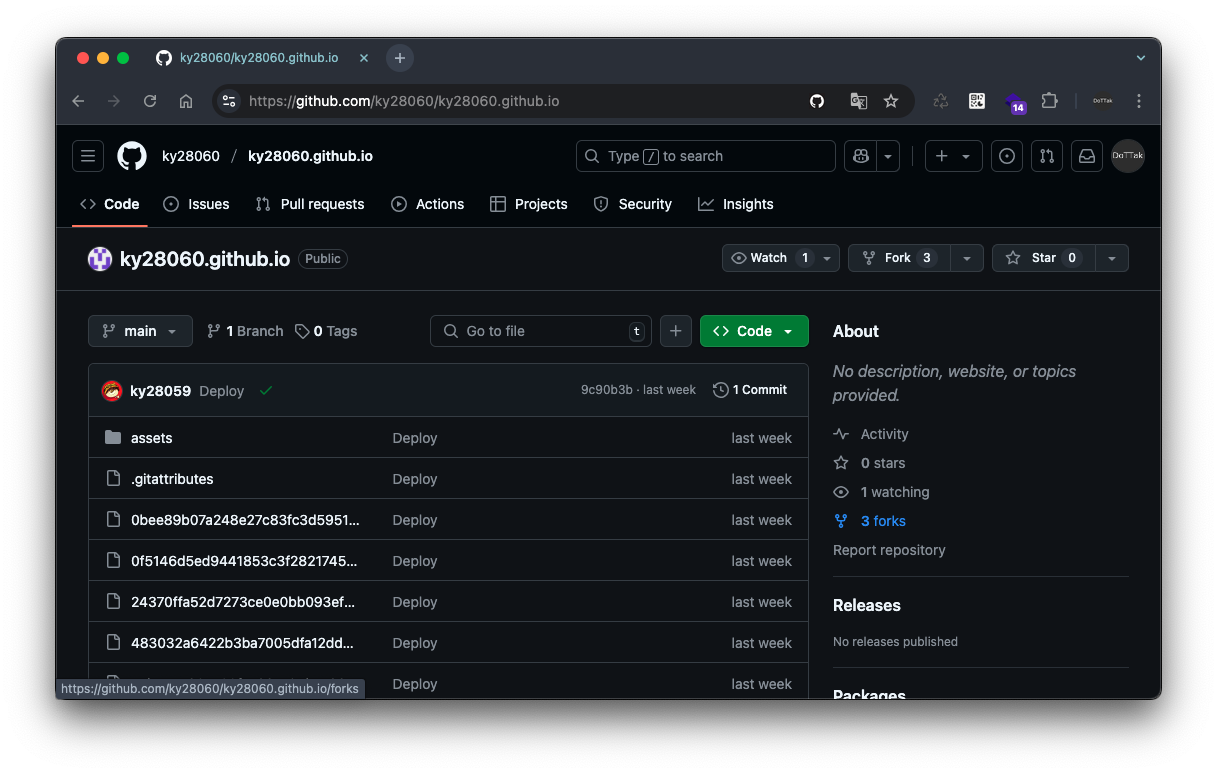 ky28060/ky28060.github.io
https://github.com/ky28060/ky28060.github.io
14
DoTTak
ky28060 / ky28060.github.io
Type / to search
DoTTak
Code Issues Pull requests Actions Projects Security Insights
ky28060.github.io Public
Watch 1 Fork 3 Star 0
main 1 Branch 0 Tags Go to file t Code
ky28059 Deploy 9c90b3b · last week 1 Commit
assets Deploy last week
.gitattributes Deploy last week
0bee89b07a248e27c83fc3d5951... Deploy last week
0f5146d5ed9441853c3f2821745... Deploy last week
24370ffa52d7273ce0e0bb093ef... Deploy last week
483032a6422b3ba7005dfa12dd... Deploy last week
Deploy last week
About
No description, website, or topics
provided.
Activity
0 stars
1 watching
3 forks
Report repository
Releases
No releases published
Packages
https://github.com/ky28060/ky28060.github.io/forks